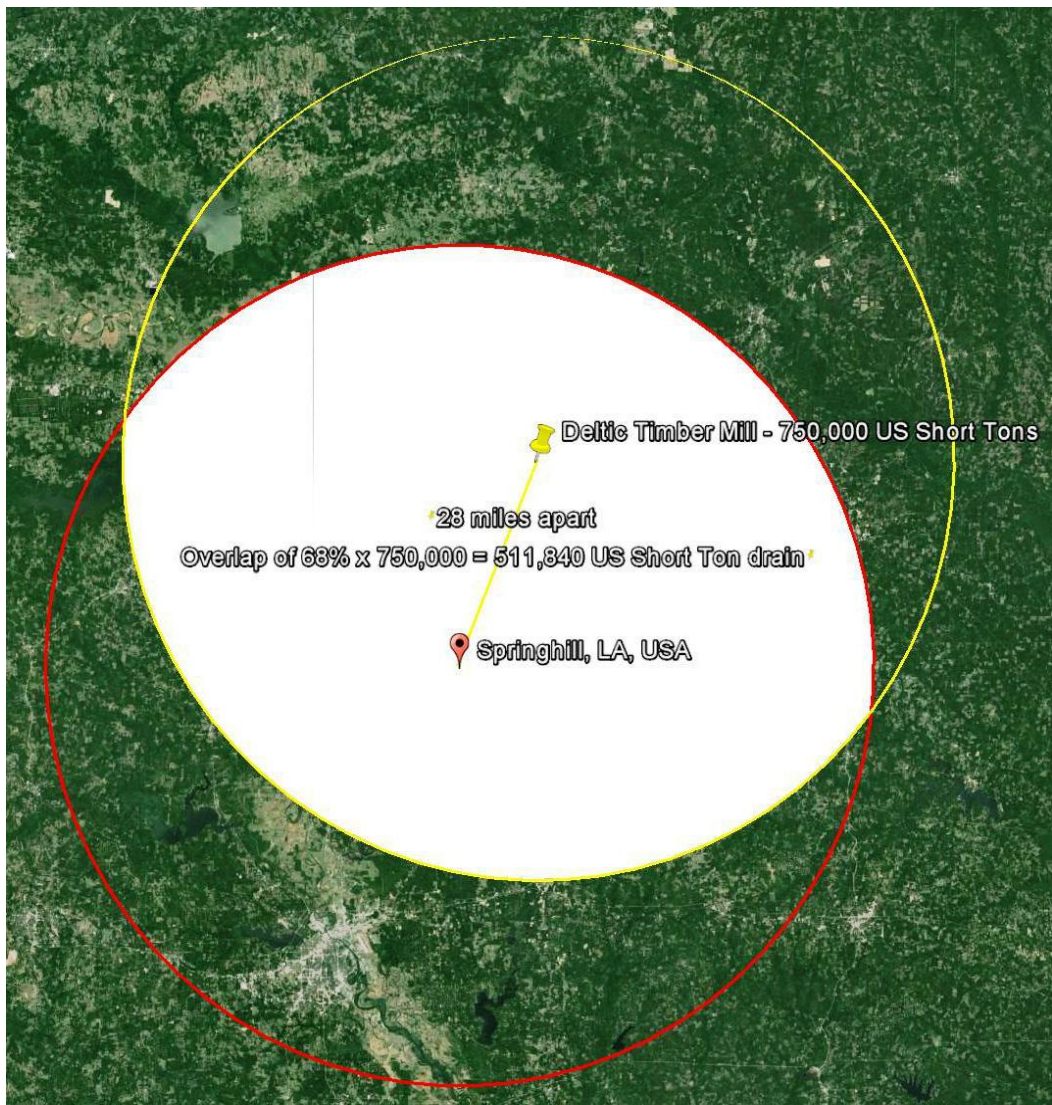 Deltic Timber Mill - 750,000 US Short Tons
28 miles apart
Overlap of 68% x 750,000 = 511,840 US Short Ton drain
Springhill, LA, USA